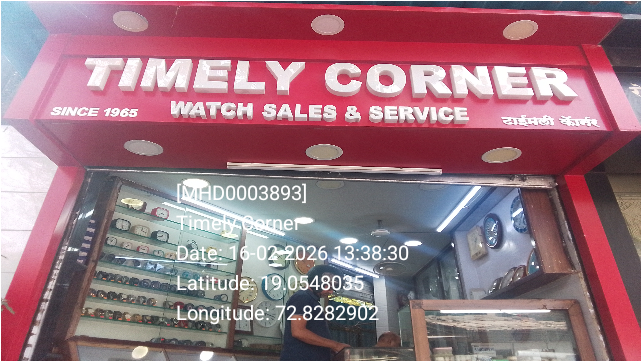 TIMELY CORNER
SINCE 1965
WATCH SALES & SERVICE
टाईमली कॉर्नर
[MHD0003893]
Timely Corner
Date: 16-02-2026 13:38:30
Latitude: 19.0548035
Longitude: 72.8282902